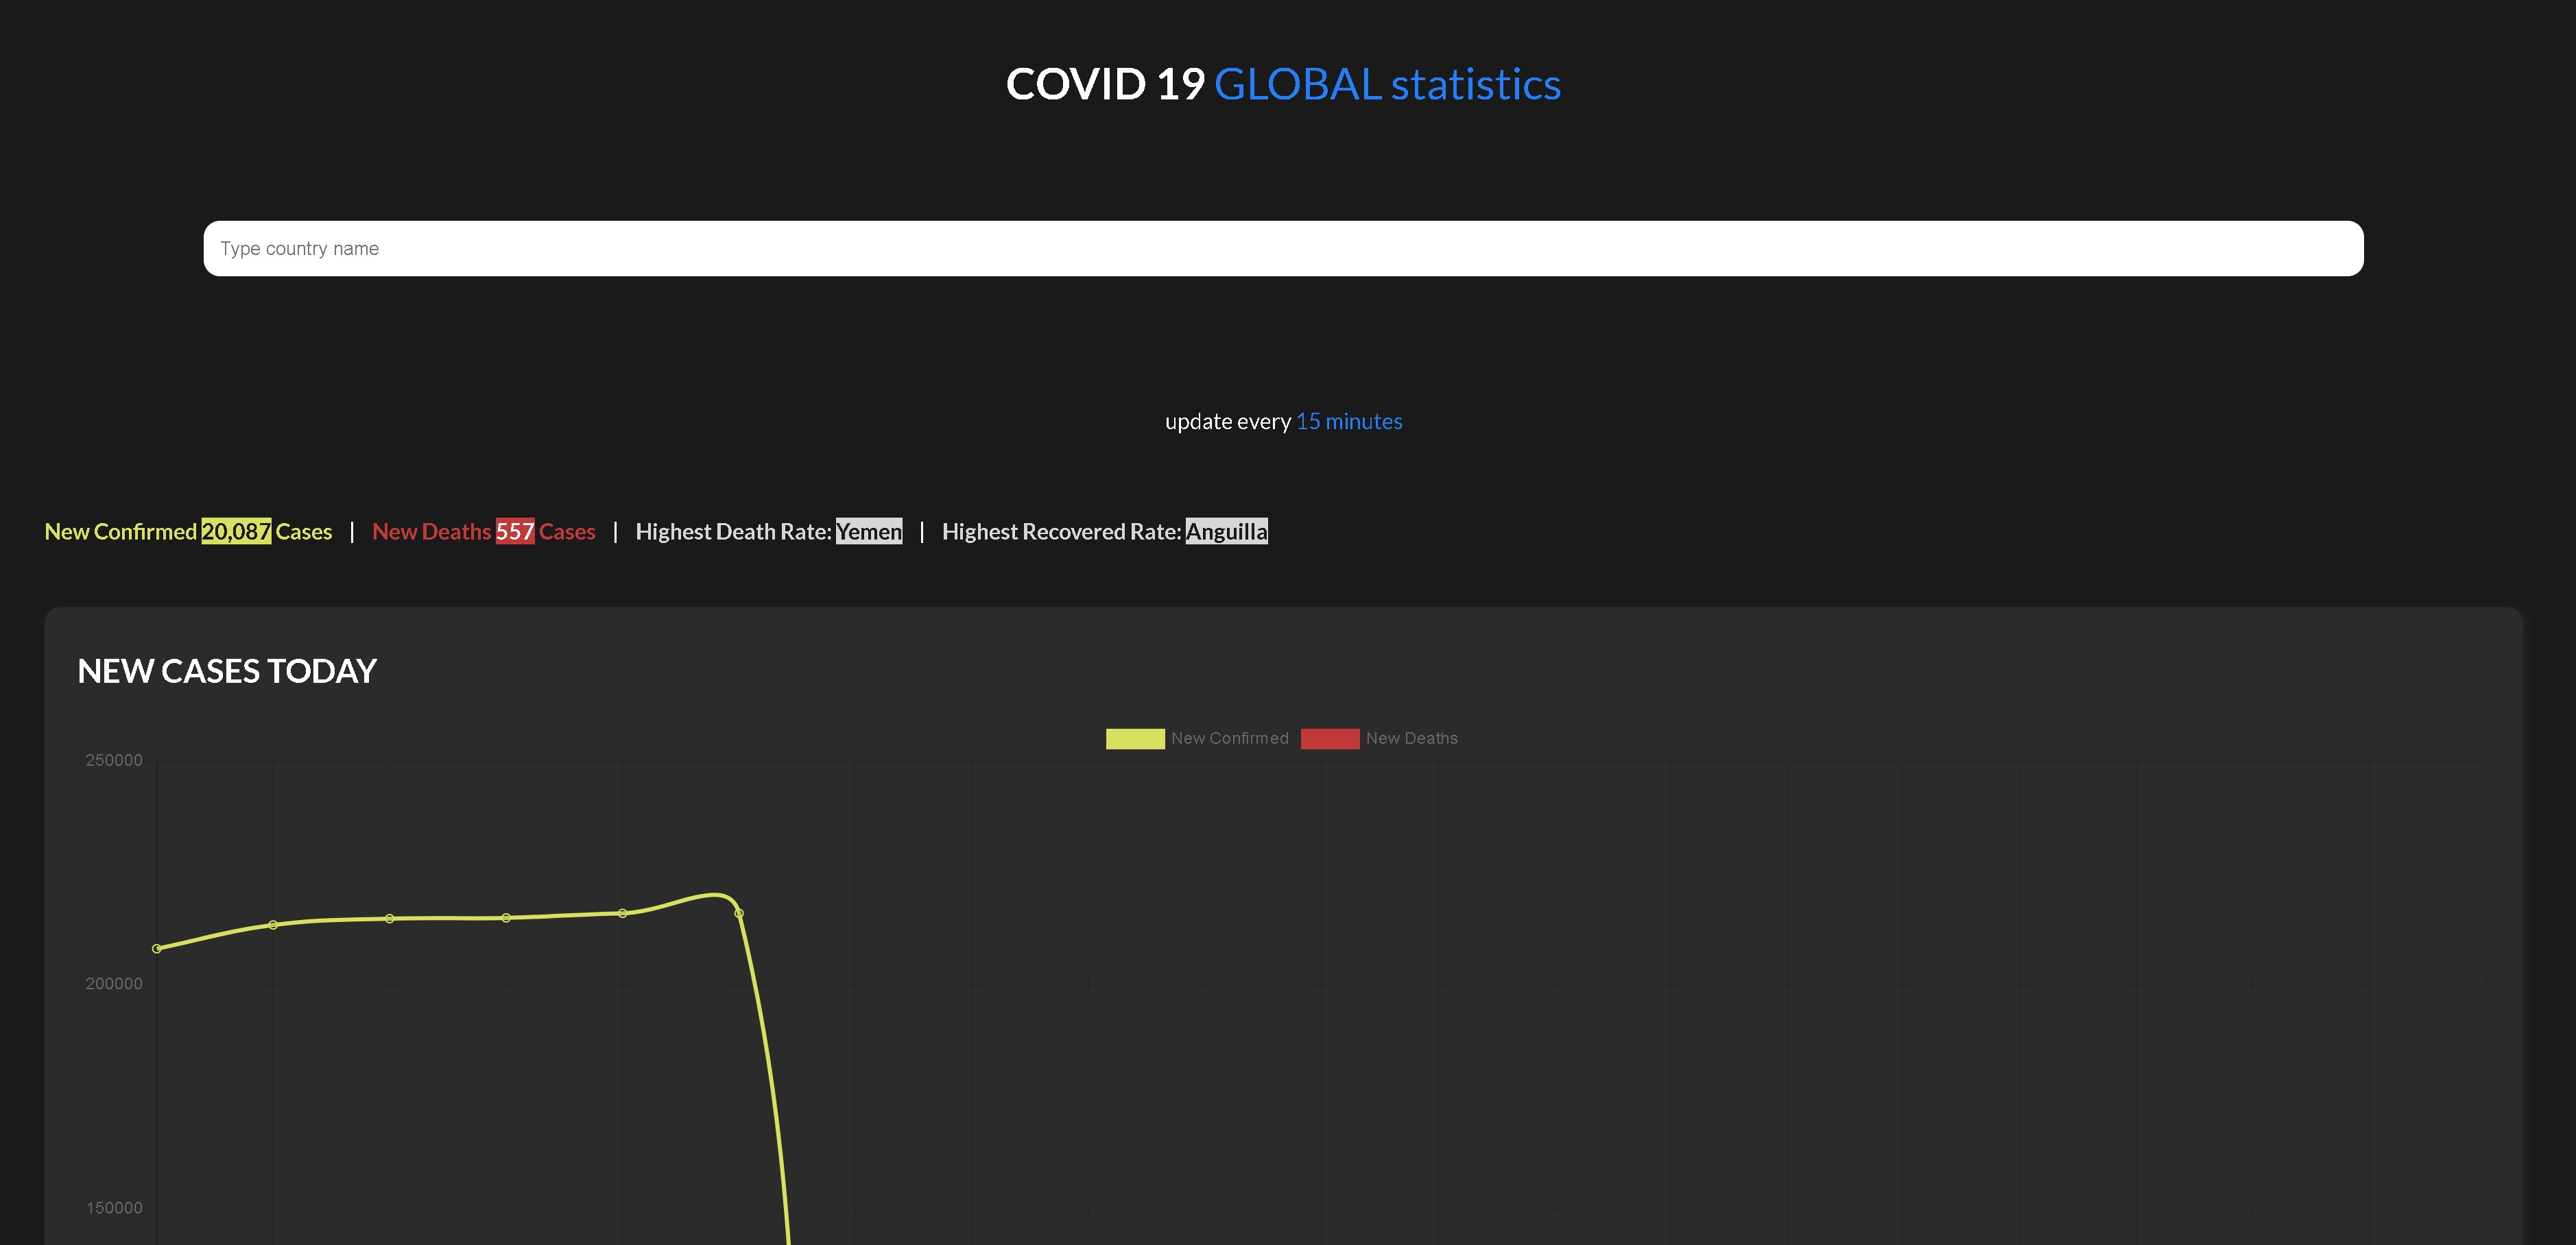 COVID 19 GLOBAL statistics
Type country name
update every 15 minutes
New Confirmed 20,087 Cases | New Deaths 557 Cases | Highest Death Rate: Yemen | Highest Recovered Rate: Anguilla
NEW CASES TODAY
New Confirmed New Deaths
250000
200000
150000